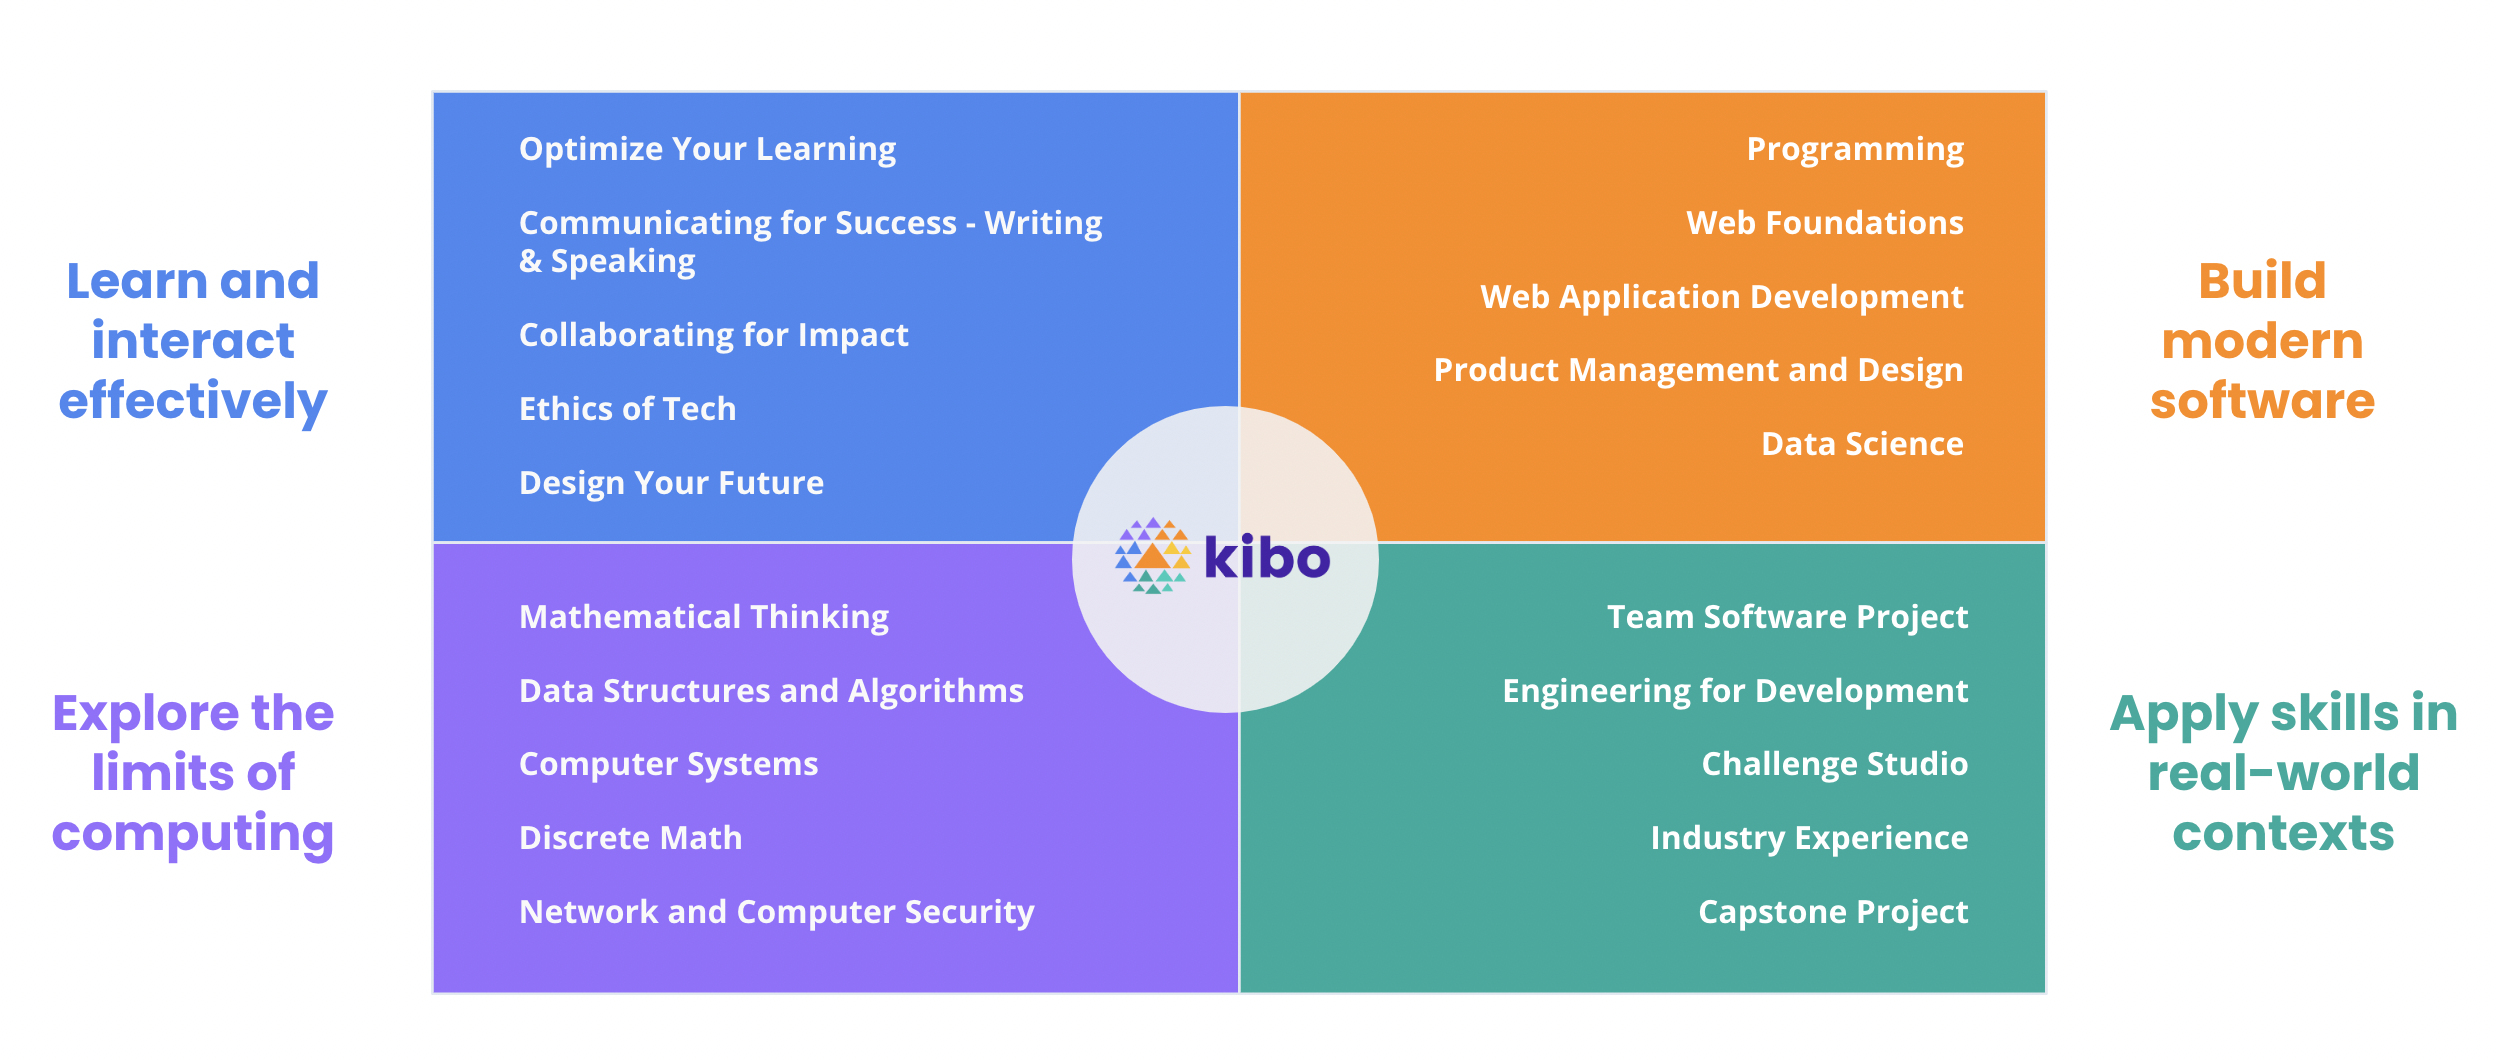 Learn and
interact
effectively
Optimize Your Learning
Communicating for Success - Writing
& Speaking
Collaborating for Impact
Ethics of Tech
Design Your Future
Programming
Web Foundations
Web Application Development
Product Management and Design
Data Science
Build
modern
software
kibo
Explore the
limits of
computing
Mathematical Thinking
Data Structures and Algorithms
Computer Systems
Discrete Math
Network and Computer Security
Team Software Project
Engineering for Development
Challenge Studio
Industry Experience
Capstone Project
Apply skills in
real-world
contexts